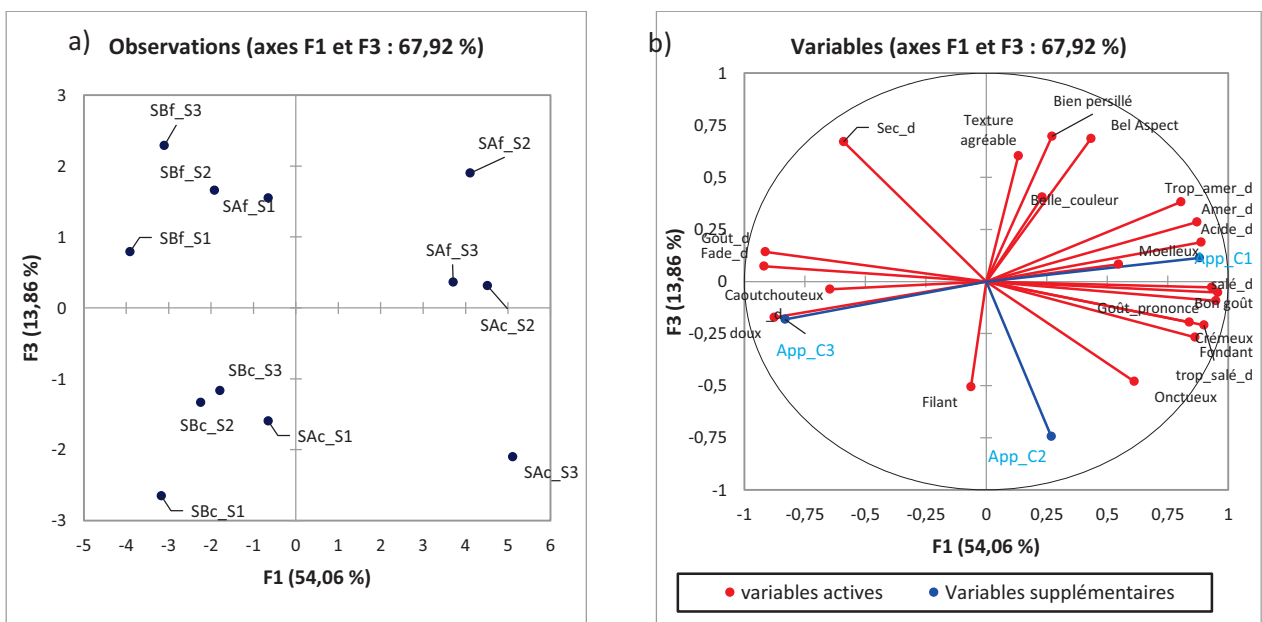 a)
Observations (axes F1 et F3 : 67,92 %)
3
2
1
0
-1
-2
-3
F3 (13,86 %)
SBf_S3
SAf_S2
SBf_S2
SAf_S1
SBf_S1
SAf_S3
SAc_S2
SBc_S3
SBc_S2
SAc_S1
SAc_S3
SBc_S1
-5 -4 -3 -2 -1 0 1 2 3 4 5 6
F1 (54,06 %)
b)
Variables (axes F1 et F3 : 67,92 %)
1
0,75
0,5
0,25
0
-0,25
-0,5
-0,75
-1
F3 (13,86 %)
Bien persillé
Sec_d
Texture
agréable
Bel Aspect
Trop_amer_d
Belle_couleur
Amer_d
Acide_d
Goût_d
Fade_d
Moelleux
App_C1
Caoutchouteux
salé_d
Bon goût
Goût_prononcé
_d
doux
Crémeux
App_C3
Fondant
trop_salé_d
Onctueux
Filant
App_C2
-1 -0,75 -0,5 -0,25 0 0,25 0,5 0,75 1
F1 (54,06 %)
variables actives
Variables supplémentaires